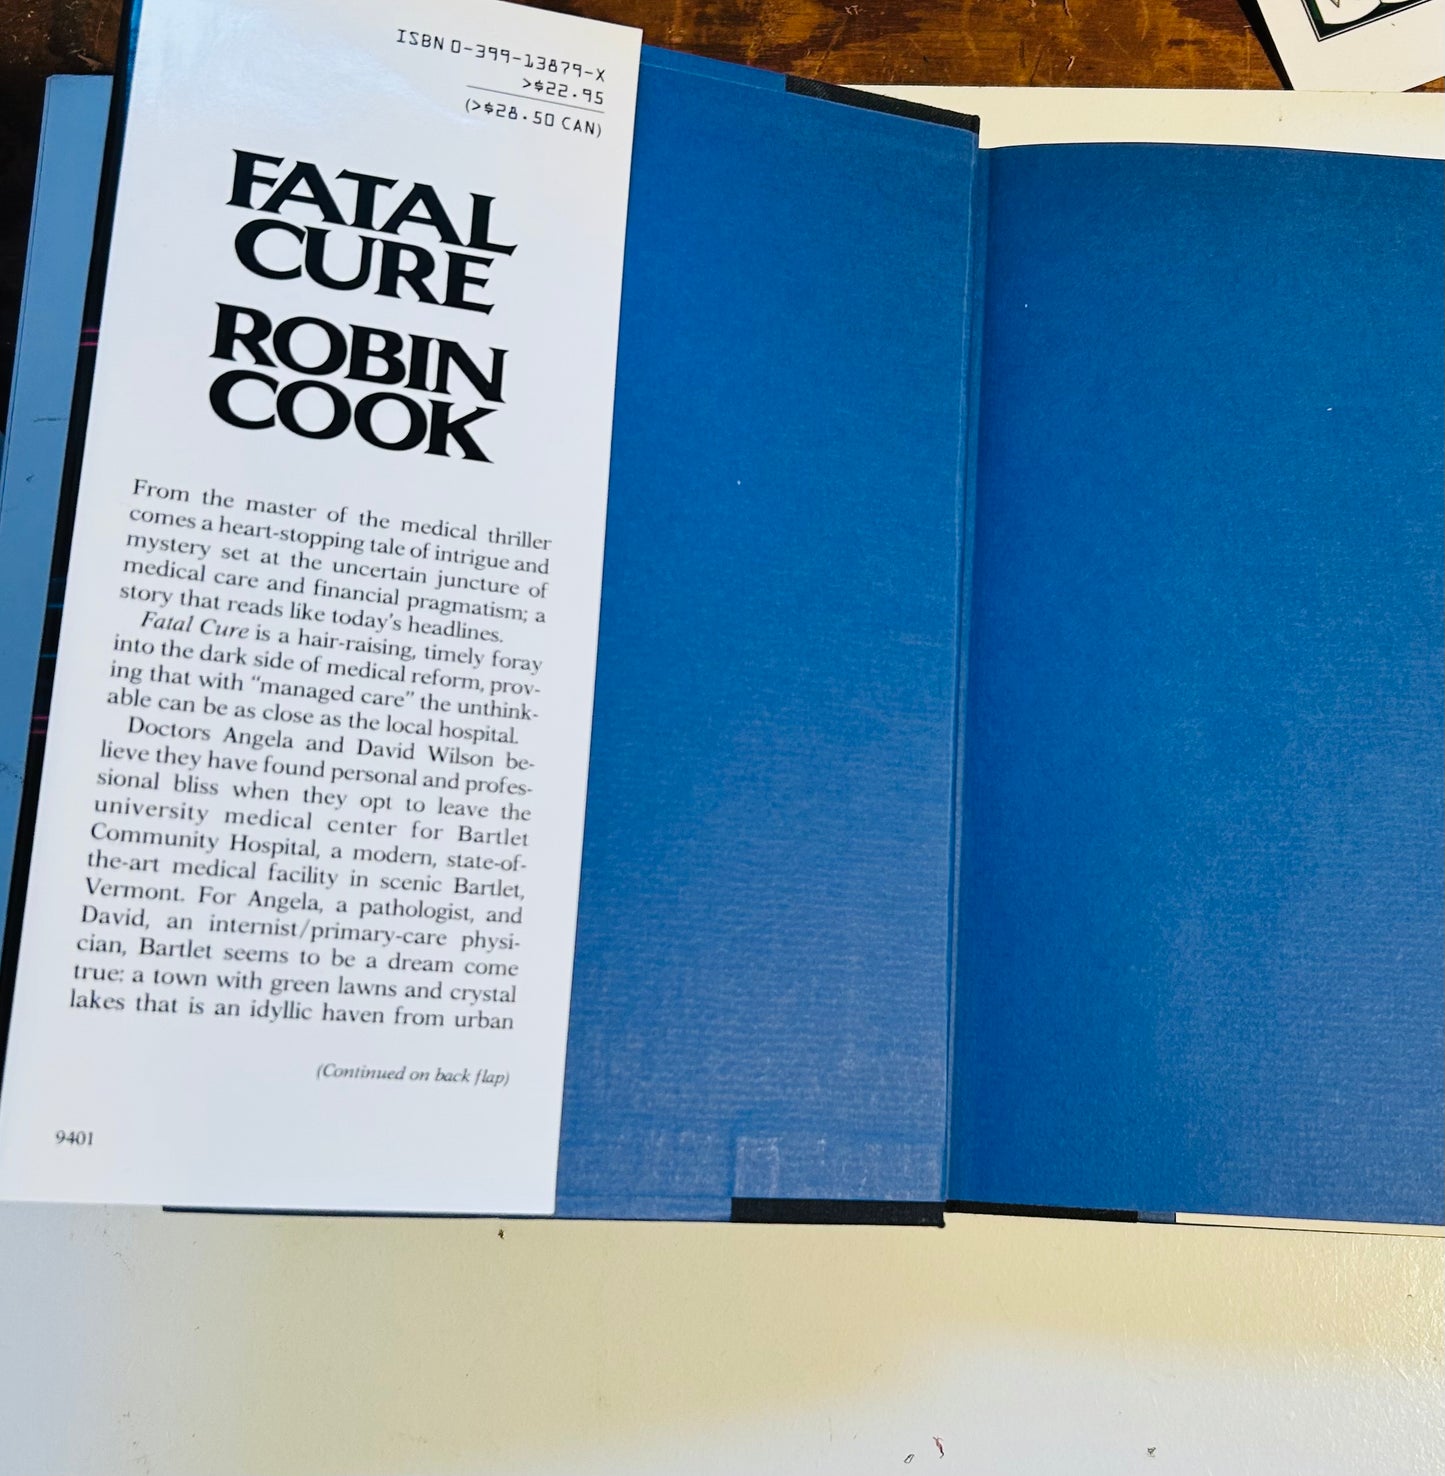 ISBN 0-399-13879-X
>$22.95
(>$28.50 CAN)
FATAL
CURE
ROBIN
COOK
From the master of the medical thriller
comes a heart-stopping tale of intrigue and
mystery set at the uncertain juncture of
medical care and financial pragmatism; a
story that reads like today's headlines.
Fatal Cure is a hair-raising, timely foray
into the dark side of medical reform, prov-
ing that with “managed care” the unthink-
able can be as close as the local hospital.
Doctors Angela and David Wilson be-
lieve they have found personal and profes-
sional bliss when they opt to leave the
university medical center for Bartlet
Community Hospital, a modern, state-of-
the-art medical facility in scenic Bartlet,
Vermont. For Angela, a pathologist, and
David, an internist/primary-care physi-
cian, Bartlet seems to be a dream come
true: a town with green lawns and crystal
lakes that is an idyllic haven from urban
(Continued on back flap)
9401